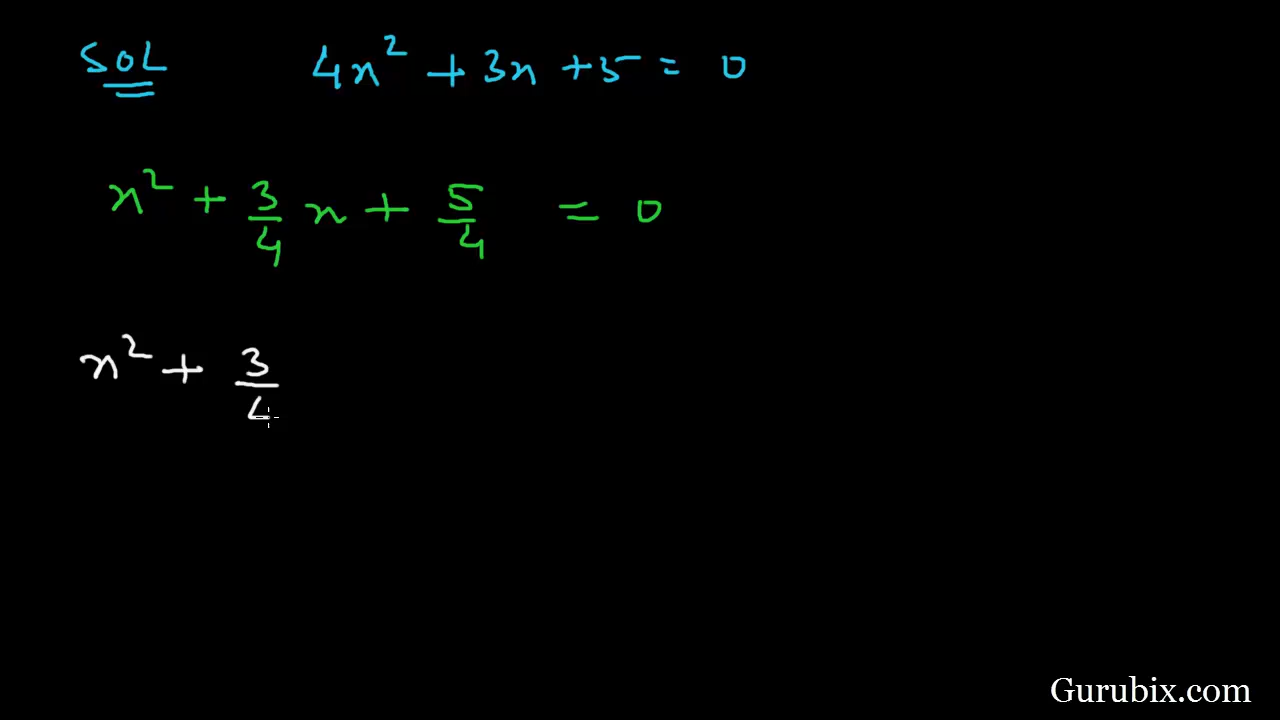 SOL 4x² + 3x + 5 = 0
x² + 3/4 x + 5/4 = 0
x² + 3/4
Gurubix.com